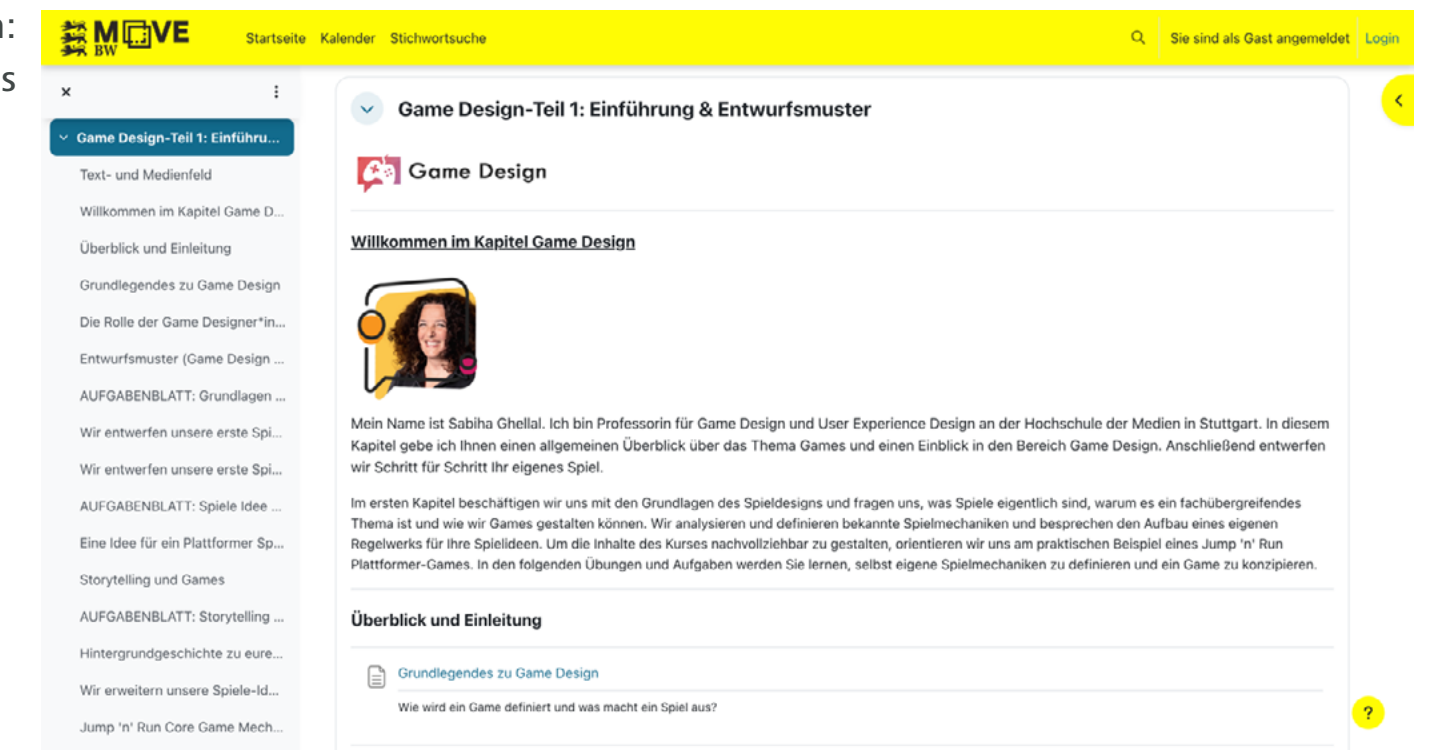 n:
s
MOVE
BW
Startseite Kalender Stichwortsuche
Sie sind als Gast angemeldet Login
Game Design-Teil 1: Einführu...
Text- und Medienfeld
Willkommen im Kapitel Game D...
Überblick und Einleitung
Grundlegendes zu Game Design
Die Rolle der Game Designer*in...
Entwurfsmuster (Game Design ...
AUFGABENBLATT: Grundlagen ...
Wir entwerfen unsere erste Spi...
Wir entwerfen unsere erste Spi...
AUFGABENBLATT: Spiele Idee ...
Eine Idee für ein Plattformer Sp...
Storytelling und Games
AUFGABENBLATT: Storytelling ...
Hintergrundgeschichte zu eure...
Wir erweitern unsere Spiele-Id...
Jump 'n' Run Core Game Mech...
Game Design-Teil 1: Einführung & Entwurfsmuster
Game Design
Willkommen im Kapitel Game Design
Mein Name ist Sabiha Ghellal. Ich bin Professorin für Game Design und User Experience Design an der Hochschule der Medien in Stuttgart. In diesem
Kapitel gebe ich Ihnen einen allgemeinen Überblick über das Thema Games und einen Einblick in den Bereich Game Design. Anschließend entwerfen
wir Schritt für Schritt Ihr eigenes Spiel.
Im ersten Kapitel beschäftigen wir uns mit den Grundlagen des Spieldesigns und fragen uns, was Spiele eigentlich sind, warum es ein fachübergreifendes
Thema ist und wie wir Games gestalten können. Wir analysieren und definieren bekannte Spielmechaniken und besprechen den Aufbau eines eigenen
Regelwerks für Ihre Spielideen. Um die Inhalte des Kurses nachvollziehbar zu gestalten, orientieren wir uns am praktischen Beispiel eines Jump 'n' Run
Plattformer-Games. In den folgenden Übungen und Aufgaben werden Sie lernen, selbst eigene Spielmechaniken zu definieren und ein Game zu konzipieren.
Überblick und Einleitung
Grundlegendes zu Game Design
Wie wird ein Game definiert und was macht ein Spiel aus?
?